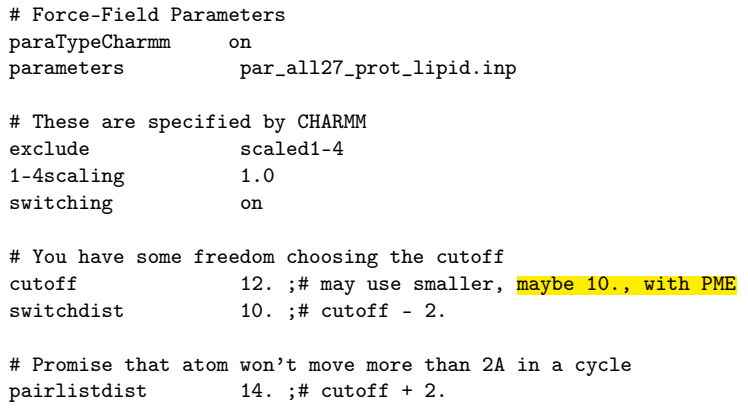 # Force-Field Parameters
paraTypeCharmm on
parameters par_all27_prot_lipid.inp
# These are specified by CHARMM
exclude scaled1-4
1-4scaling 1.0
switching on
# You have some freedom choosing the cutoff
cutoff 12. ;# may use smaller, maybe 10., with PME
switchdist 10. ;# cutoff - 2.
# Promise that atom won't move more than 2A in a cycle
pairlistdist 14. ;# cutoff + 2.